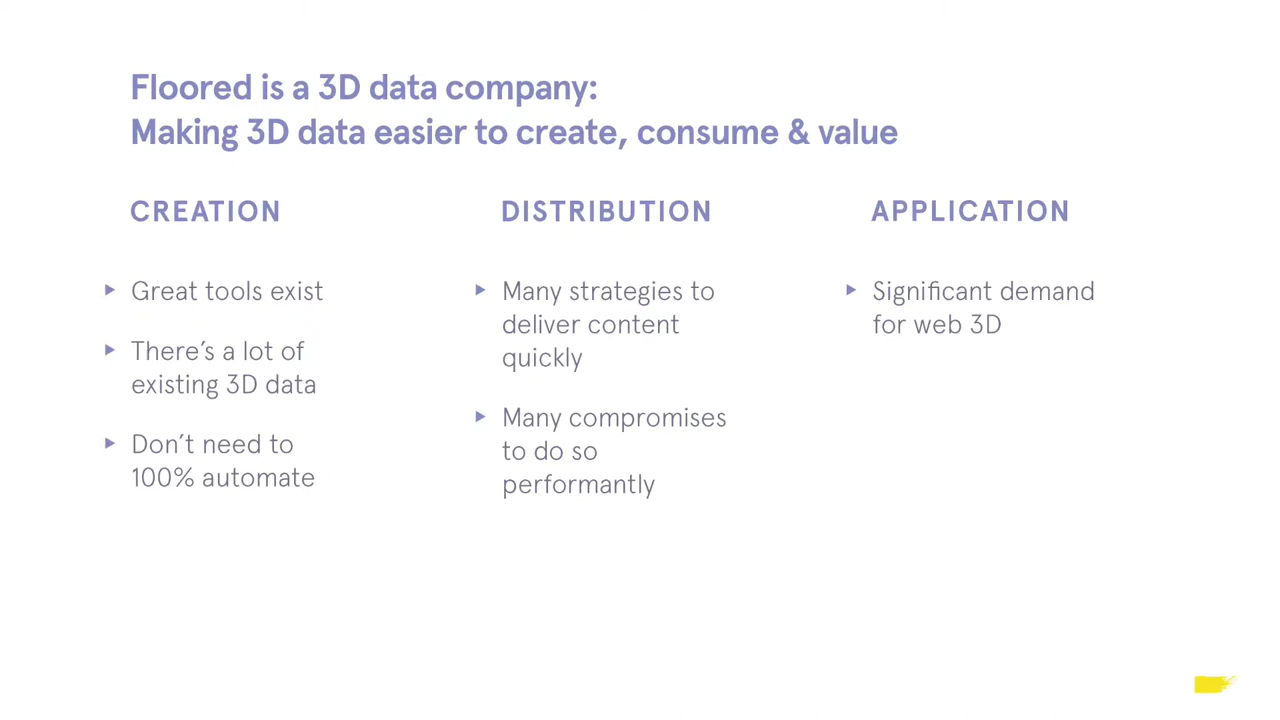 Floored is a 3D data company:
Making 3D data easier to create, consume & value
CREATION
Great tools exist
There's a lot of
existing 3D data
Don't need to
100% automate
DISTRIBUTION
Many strategies to
deliver content
quickly
Many compromises
to do so
performantly
APPLICATION
Significant demand
for web 3D